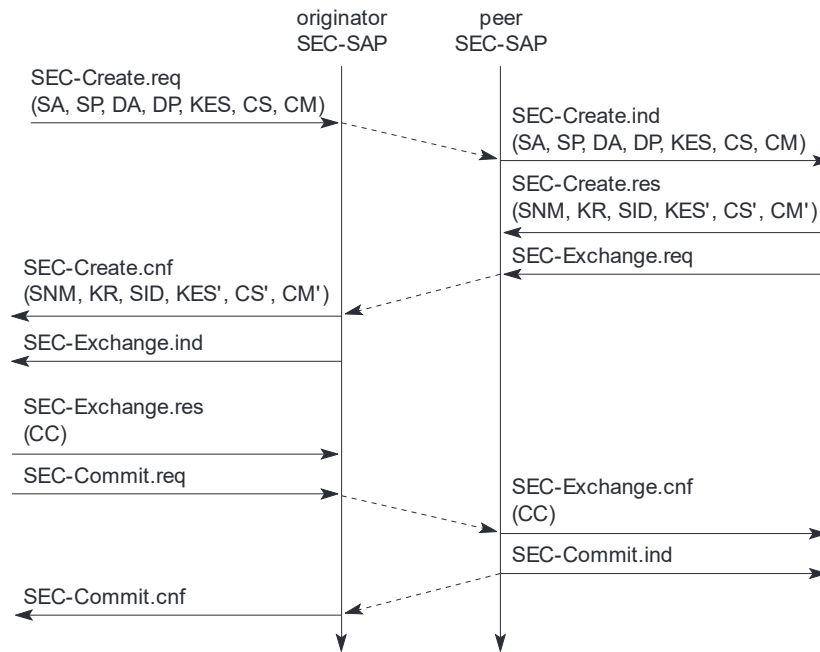 originator
SEC-SAP
peer
SEC-SAP
SEC-Create.req
(SA, SP, DA, DP, KES, CS, CM)
SEC-Create.ind
(SA, SP, DA, DP, KES, CS, CM)
SEC-Create.res
(SNM, KR, SID, KES', CS', CM')
SEC-Exchange.req
SEC-Create.cnf
(SNM, KR, SID, KES', CS', CM')
SEC-Exchange.ind
SEC-Exchange.res
(CC)
SEC-Commit.req
SEC-Exchange.cnf
(CC)
SEC-Commit.ind
SEC-Commit.cnf